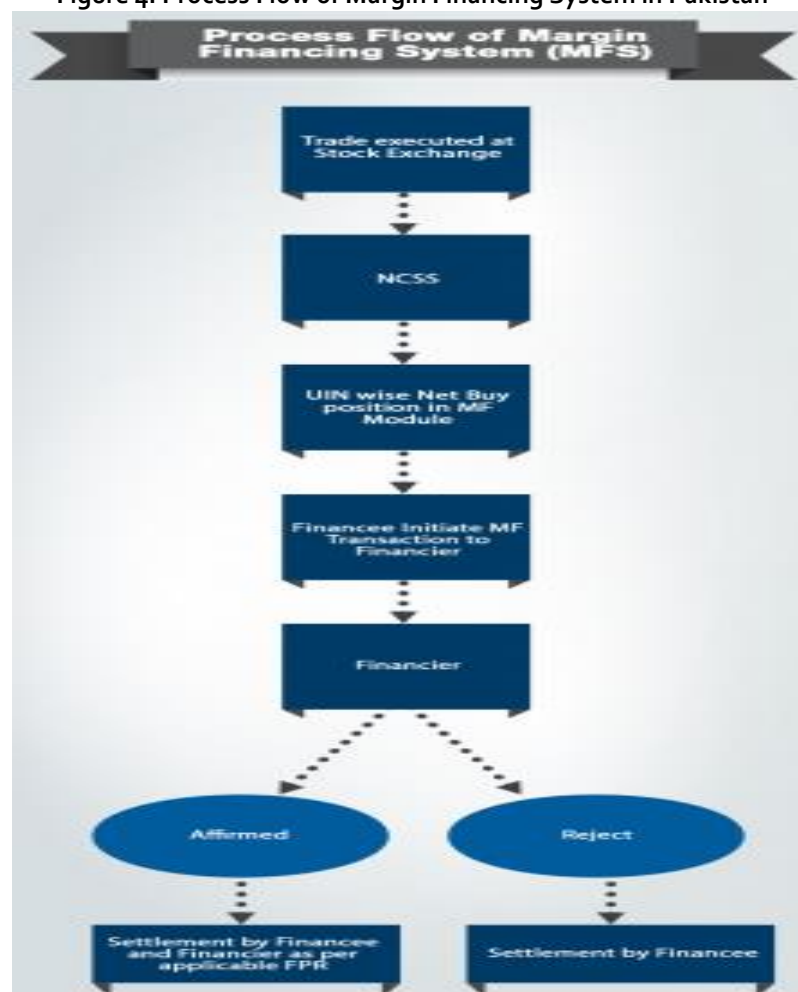 Figure 4: Process Flow of Margin Financing System in Pakistan
Process Flow of Margin
Financing System (MFS)
Trade executed at
Stock Exchange
NCSS
UIN wise Net Buy
position in MF
Module
Financee Initiate MF
Transaction to
Financier
Financier
Affirmed
Reject
Settlement by Financee
and Financier as per
applicable FPR
Settlement by Financee